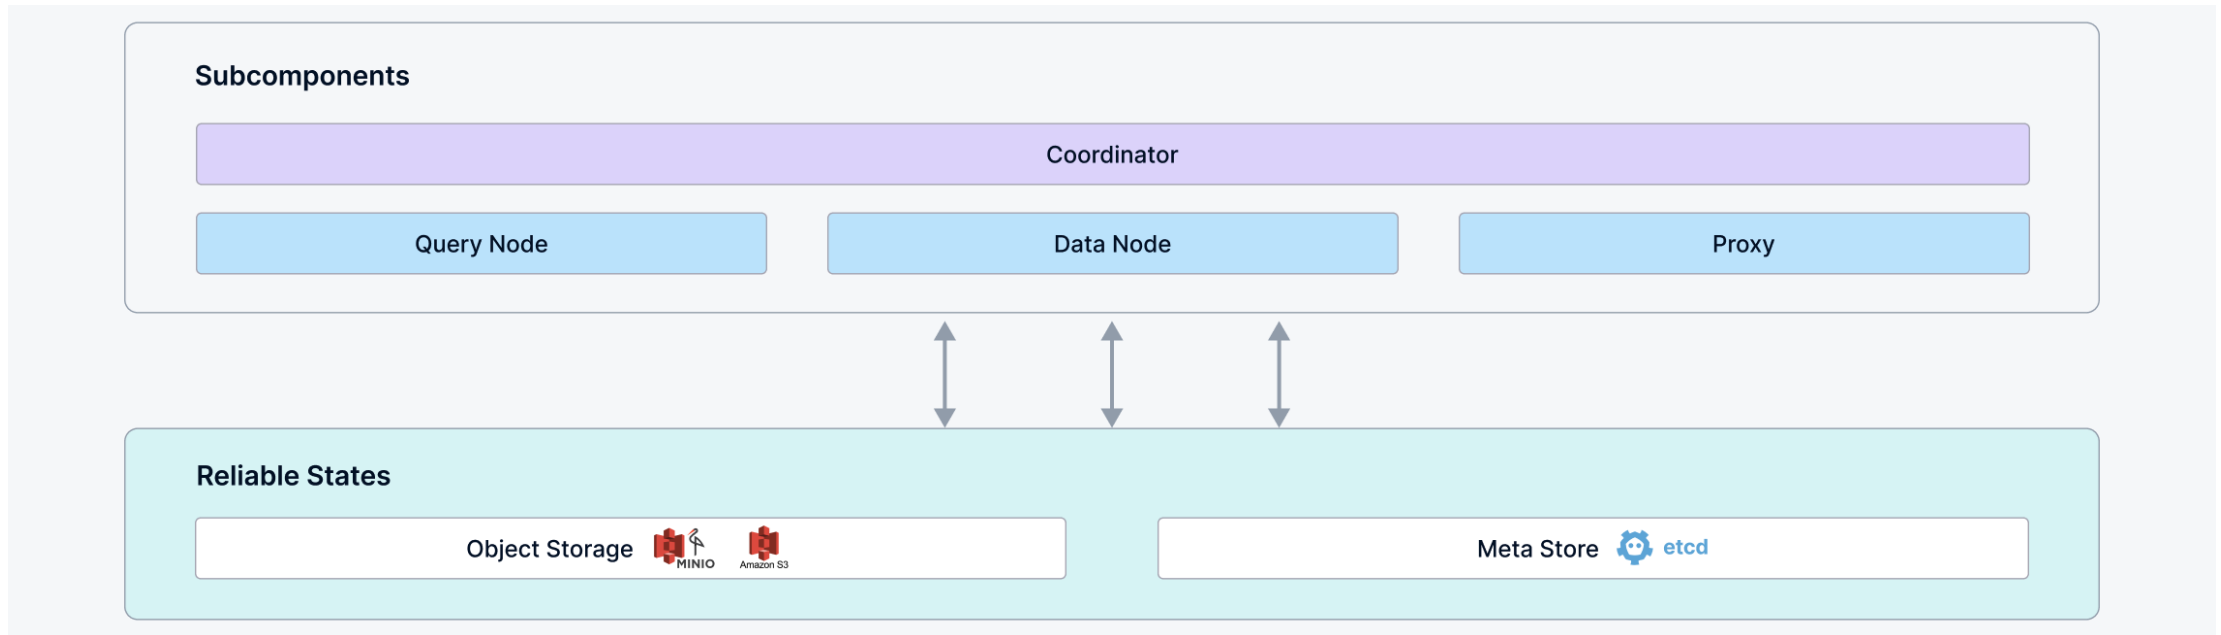 Subcomponents
Coordinator
Query Node
Data Node
Proxy
Reliable States
Object Storage
MINIO
Amazon S3
Meta Store
etcd